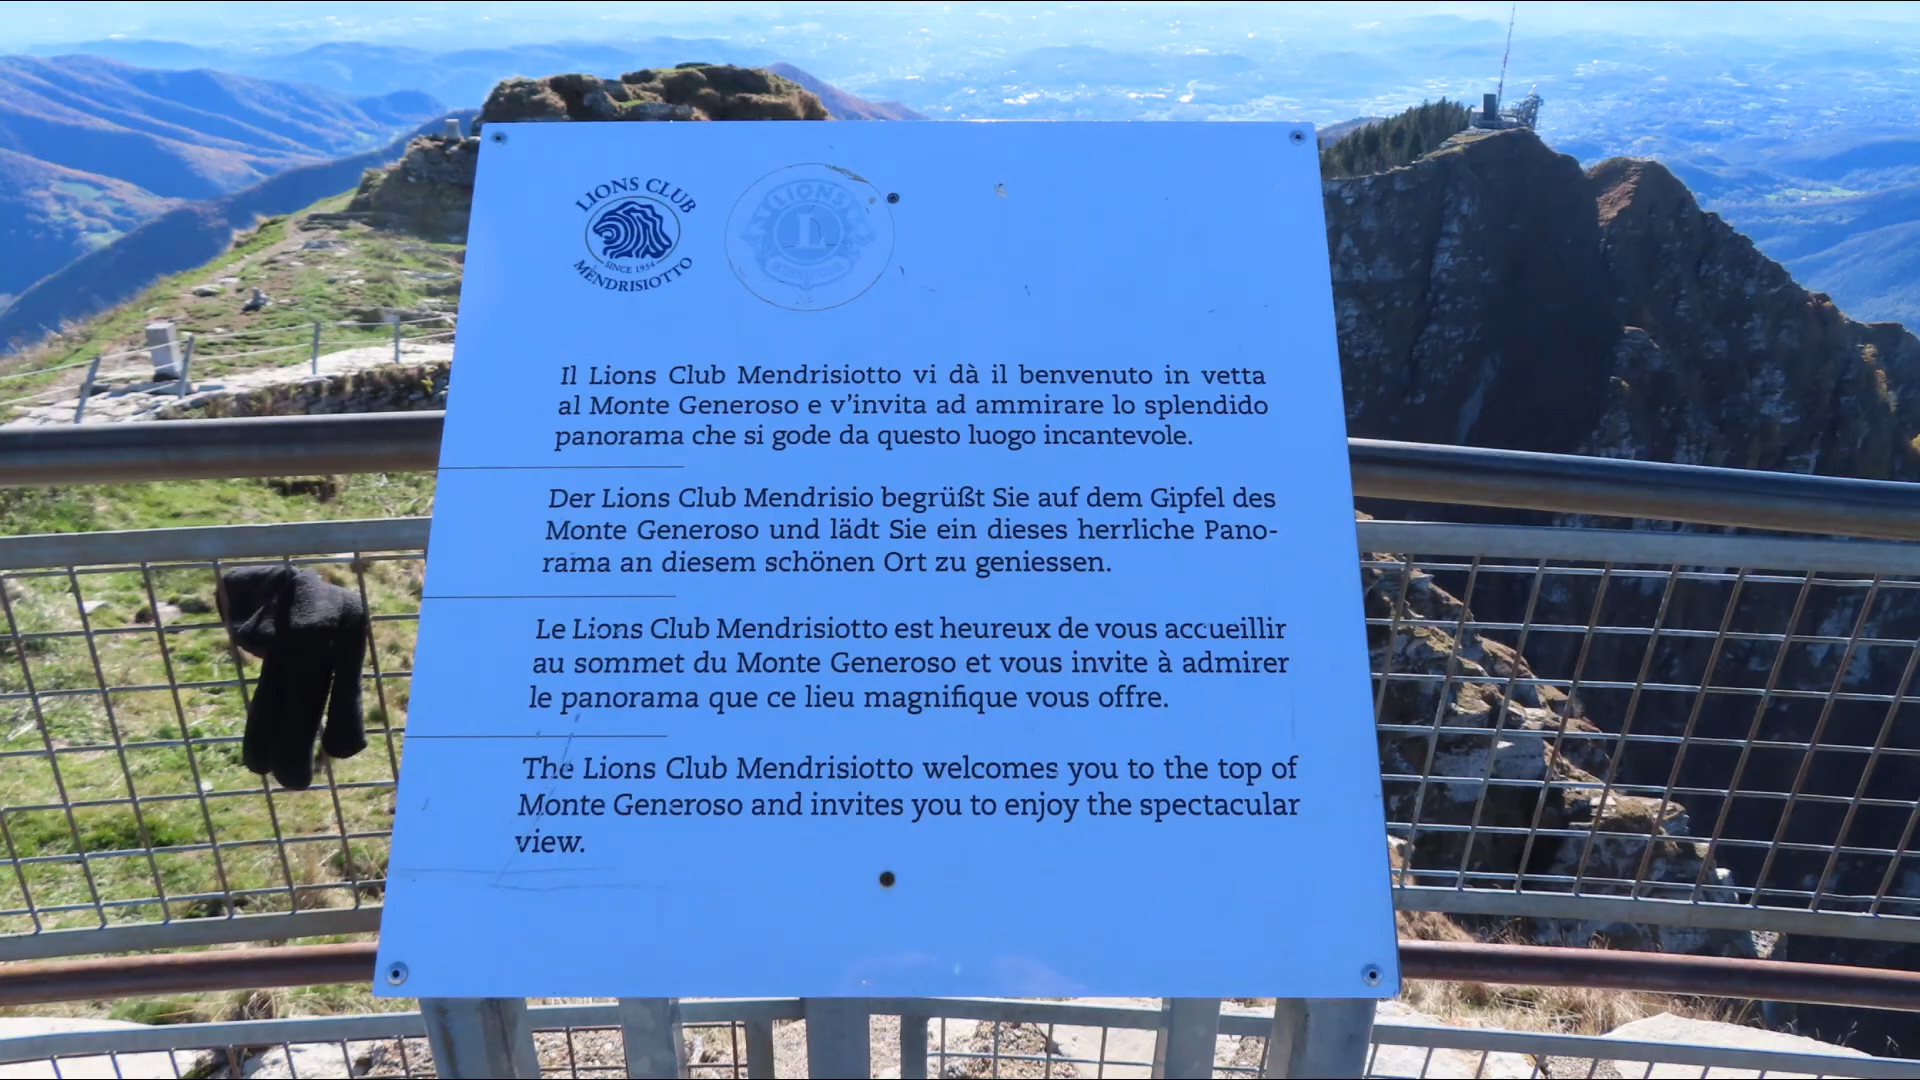 LIONS CLUB
SINCE 1954
MENDRISIOTTO
LIONS
L
INTERNATIONAL
Il Lions Club Mendrisiotto vi dà il benvenuto in vetta
al Monte Generoso e v'invita ad ammirare lo splendido
panorama che si gode da questo luogo incantevole.
Der Lions Club Mendrisio begrüßt Sie auf dem Gipfel des
Monte Generoso und lädt Sie ein dieses herrliche Pano-
rama an diesem schönen Ort zu geniessen.
Le Lions Club Mendrisiotto est heureux de vous accueillir
au sommet du Monte Generoso et vous invite à admirer
le panorama que ce lieu magnifique vous offre.
The Lions Club Mendrisiotto welcomes you to the top of
Monte Generoso and invites you to enjoy the spectacular
view.